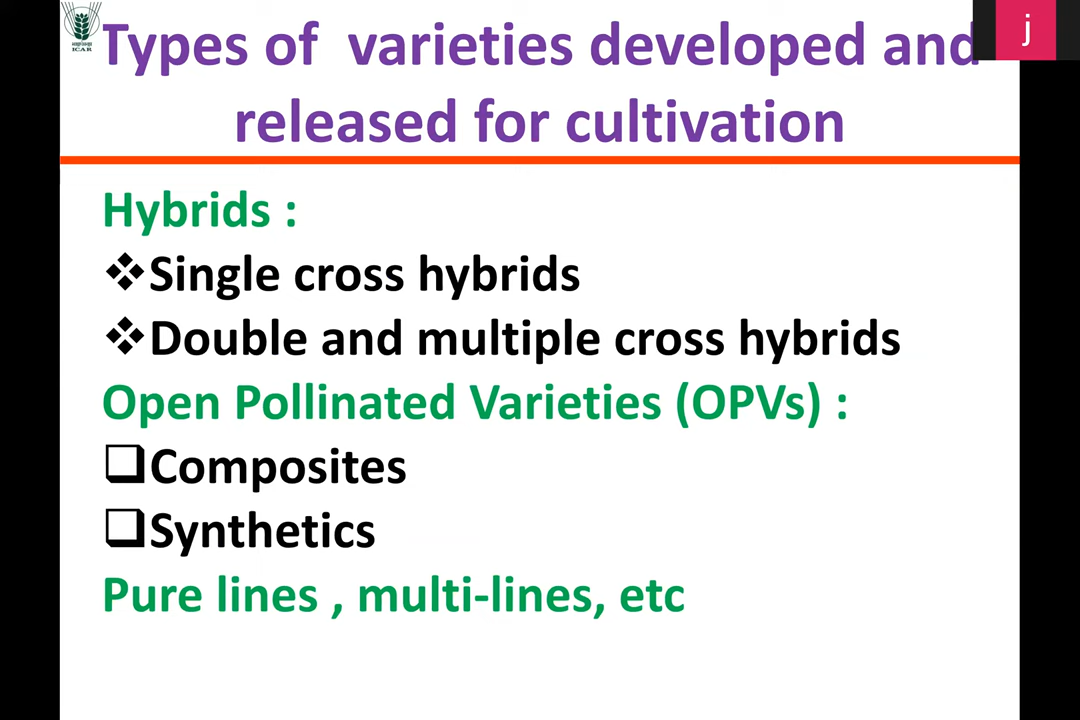 Types of varieties developed and
released for cultivation
j
ICAR
Hybrids :
❖Single cross hybrids
❖Double and multiple cross hybrids
Open Pollinated Varieties (OPVs) :
❑Composites
❑Synthetics
Pure lines , multi-lines, etc